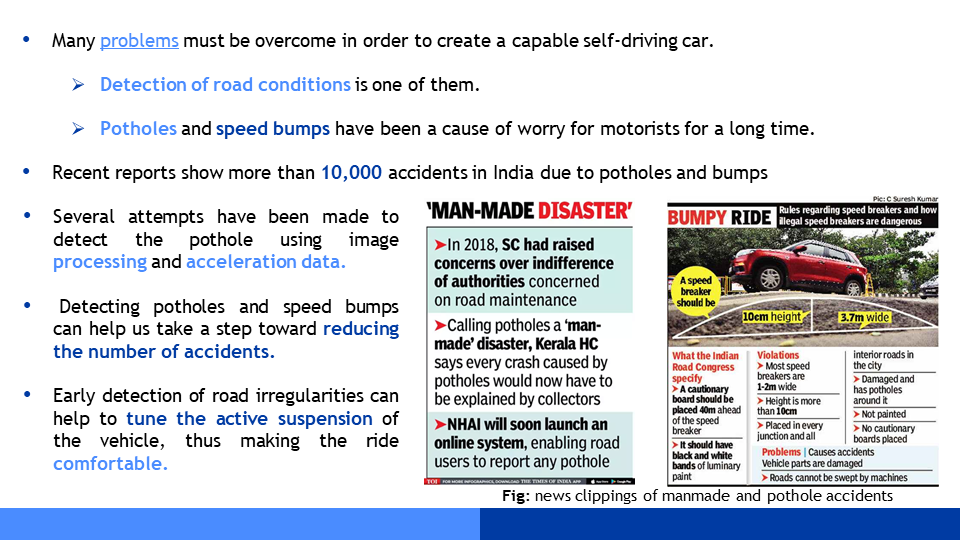 • Many problems must be overcome in order to create a capable self-driving car.
➢ Detection of road conditions is one of them.
➢ Potholes and speed bumps have been a cause of worry for motorists for a long time.
• Recent reports show more than 10,000 accidents in India due to potholes and bumps
• Several attempts have been made to
detect the pothole using image
processing and acceleration data.
• Detecting potholes and speed bumps
can help us take a step toward reducing
the number of accidents.
• Early detection of road irregularities can
help to tune the active suspension of
the vehicle, thus making the ride
comfortable.
'MAN-MADE DISASTER'
➤In 2018, SC had raised
concerns over indifference
of authorities concerned
on road maintenance
➤Calling potholes a 'man-
made' disaster, Kerala HC
says every crash caused by
potholes would now have to
be explained by collectors
➤NHAI will soon launch an
online system, enabling road
users to report any pothole
TOI FOR MORE INFOGRAPHICS, DOWNLOAD THE TIMES OF INDIA APP
Pic: C Suresh Kumar
BUMPY RIDE
Rules regarding speed breakers and how
illegal speed breakers are dangerous
A speed
breaker
should be
10cm height
3.7m wide
What the Indian
Road Congress
specify
➤ A cautionary
board should be
placed 40m ahead
of the speed
breaker
➤ It should have
black and white
bands of luminary
paint
Violations
➤ Most speed
breakers are
1-2m wide
➤ Height is more
than 10cm
➤ Placed in every
junction and all
interior roads in
the city
➤ Damaged and
has potholes
around it
➤ Not painted
➤ No cautionary
boards placed
Problems | Causes accidents
Vehicle parts are damaged
➤ Roads cannot be swept by machines
Fig: news clippings of manmade and pothole accidents